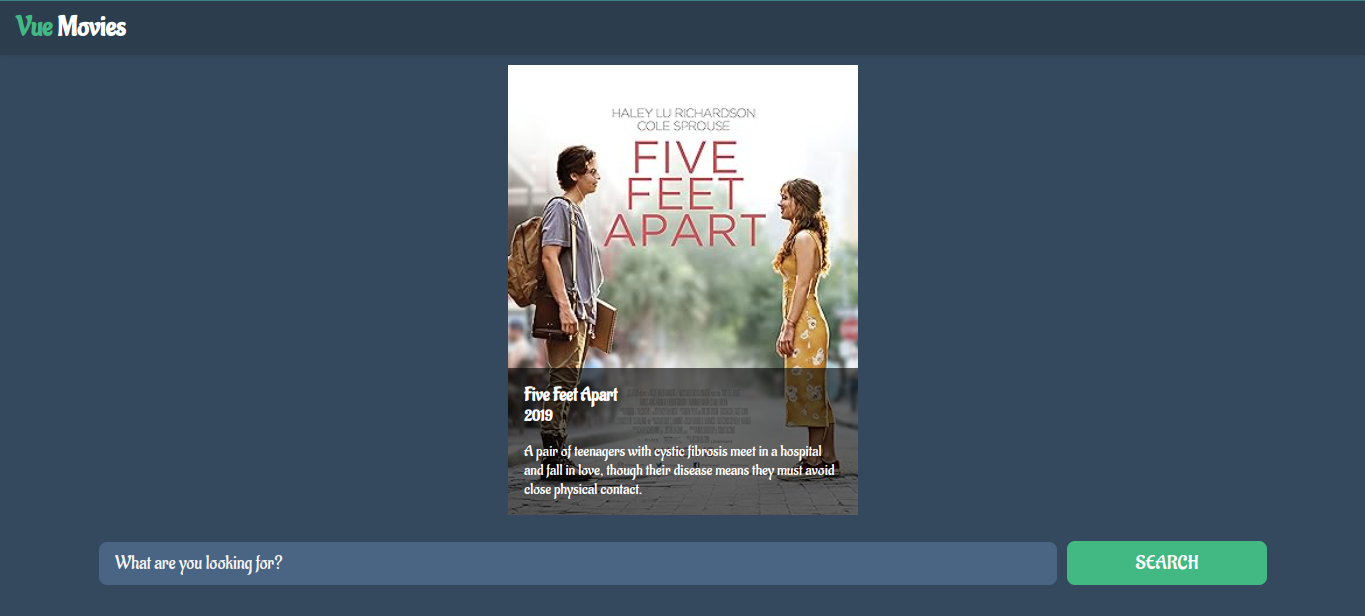 Vue Movies
HALEY LU RICHARDSON
COLE SPROUSE
FIVE
FEET
APART
Five Feet Apart
2019
A pair of teenagers with cystic fibrosis meet in a hospital
and fall in love, though their disease means they must avoid
close physical contact.
What are you looking for?
SEARCH